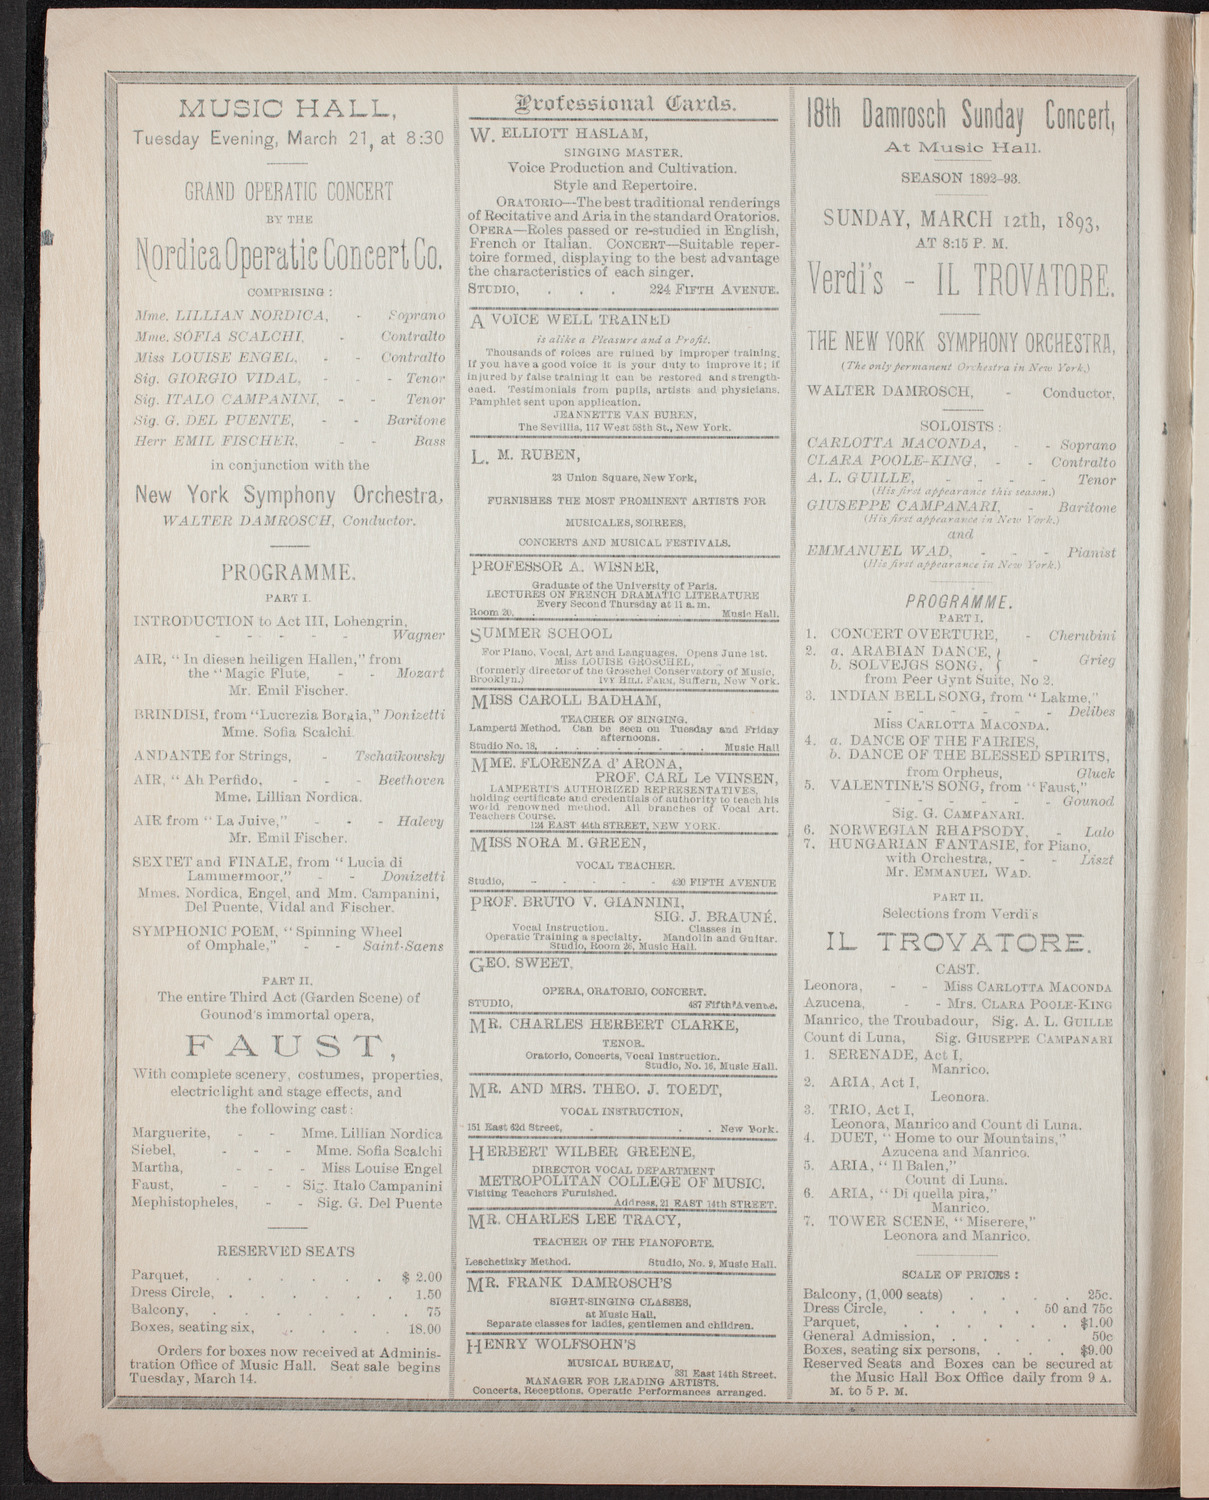 MUSIC HALL,
Tuesday Evening, March 21, at 8:30
GRAND OPERATIC CONCERT
BY THE
Nordica Operatic Concert Co.
COMPRISING:
Mme. LILLIAN NORDICA, - Soprano
Mme. SOFIA SCALCHI, - Contralto
Miss LOUISE ENGEL, - - Contralto
Sig. GIORGIO VIDAL, - - - Tenor
Sig. ITALO CAMPANINI, - - Tenor
Sig. G. DEL PUENTE, - - Baritone
Herr EMIL FISCHER, - - Bass
in conjunction with the
New York Symphony Orchestra,
WALTER DAMROSCH, Conductor.
PROGRAMME.
PART I.
INTRODUCTION to Act III, Lohengrin,
- - - - - Wagner
AIR, "In diesen heiligen Hallen," from
the "Magic Flute, - - Mozart
Mr. Emil Fischer.
BRINDISI, from "Lucrezia Borgia," Donizetti
Mme. Sofia Scalchi.
ANDANTE for Strings, - Tschaikowsky
AIR, "Ah Perfido, - - - Beethoven
Mme. Lillian Nordica.
AIR from "La Juive," - - - Halevy
Mr. Emil Fischer.
SEXTET and FINALE, from "Lucia di
Lammermoor," - - Donizetti
Mmes. Nordica, Engel, and Mm. Campanini,
Del Puente, Vidal and Fischer.
SYMPHONIC POEM, "Spinning Wheel
of Omphale," - - Saint-Saens
PART II.
The entire Third Act (Garden Scene) of
Gounod's immortal opera,
FAUST,
With complete scenery, costumes, properties,
electric light and stage effects, and
the following cast:
Marguerite, - - Mme. Lillian Nordica
Siebel, - - - Mme. Sofia Scalchi
Martha, - - - Miss Louise Engel
Faust, - - - Sig. Italo Campanini
Mephistopheles, - - Sig. G. Del Puente
RESERVED SEATS
Parquet, . . . . . . $ 2.00
Dress Circle, . . . . . . 1.50
Balcony, . . . . . . 75
Boxes, seating six, . . . 18.00
Orders for boxes now received at Adminis-
tration Office of Music Hall. Seat sale begins
Tuesday, March 14.
Professional Cards.
W. ELLIOTT HASLAM,
SINGING MASTER.
Voice Production and Cultivation.
Style and Repertoire.
ORATORIO—The best traditional renderings
of Recitative and Aria in the standard Oratorios.
OPERA—Roles passed or re-studied in English,
French or Italian. CONCERT—Suitable reper-
toire formed, displaying to the best advantage
the characteristics of each singer.
STUDIO, . . . 224 FIFTH AVENUE.
A VOICE WELL TRAINED
is alike a Pleasure and a Profit.
Thousands of voices are ruined by improper training.
If you have a good voice it is your duty to improve it; if
injured by false training it can be restored and strength-
ened. Testimonials from pupils, artists and physicians.
Pamphlet sent upon application.
JEANNETTE VAN BUREN,
The Sevillia, 117 West 58th St., New York.
L. M. RUBEN,
23 Union Square, New York,
FURNISHES THE MOST PROMINENT ARTISTS FOR
MUSICALES, SOIREES,
CONCERTS AND MUSICAL FESTIVALS.
PROFESSOR A. WISNER,
Graduate of the University of Paris.
LECTURES ON FRENCH DRAMATIC LITERATURE
Every Second Thursday at 11 a. m.
Room 20, . . . . . . Music Hall.
SUMMER SCHOOL
For Piano, Vocal, Art and Languages. Opens June 1st.
Miss LOUISE GROSCHEL,
(formerly director of the Groschel Conservatory of Music,
Brooklyn.) IVY HILL FARM, Suffern, New York.
MISS CAROLL BADHAM,
TEACHER OF SINGING.
Lamperti Method. Can be seen on Tuesday and Friday
afternoons.
Studio No. 18, . . . . . . . Music Hall
MME. FLORENZA d' ARONA,
PROF. CARL Le VINSEN,
LAMPERTI'S AUTHORIZED REPRESENTATIVES,
holding certificate and credentials of authority to teach his
world renowned method. All branches of Vocal Art.
Teachers Course.
124 EAST 44th STREET, NEW YORK.
MISS NORA M. GREEN,
VOCAL TEACHER.
Studio, - - - - - 420 FIFTH AVENUE
PROF. BRUTO V. GIANNINI,
SIG. J. BRAUNÉ.
Vocal Instruction. Classes in
Operatic Training a specialty. Mandolin and Guitar.
Studio, Room 26, Music Hall.
GEO. SWEET,
OPERA, ORATORIO, CONCERT.
STUDIO, 487 Fifth Avenue.
MR. CHARLES HERBERT CLARKE,
TENOR.
Oratorio, Concerts, Vocal Instruction.
Studio, No. 16, Music Hall.
MR. AND MRS. THEO. J. TOEDT,
VOCAL INSTRUCTION,
151 East 62d Street, . . . New York.
HERBERT WILBER GREENE,
DIRECTOR VOCAL DEPARTMENT
METROPOLITAN COLLEGE OF MUSIC.
Visiting Teachers Furnished.
Address, 21 EAST 14th STREET.
MR. CHARLES LEE TRACY,
TEACHER OF THE PIANOFORTE.
Leschetizky Method. Studio, No. 9, Music Hall.
MR. FRANK DAMROSCH'S
SIGHT-SINGING CLASSES,
at Music Hall,
Separate classes for ladies, gentlemen and children.
HENRY WOLFSOHN'S
MUSICAL BUREAU,
331 East 14th Street.
MANAGER FOR LEADING ARTISTS.
Concerts, Receptions, Operatic Performances arranged.
18th Damrosch Sunday Concert,
At Music Hall.
SEASON 1892-93.
SUNDAY, MARCH 12th, 1893,
AT 8:15 P. M.
Verdi's - IL TROVATORE.
THE NEW YORK SYMPHONY ORCHESTRA,
(The only permanent Orchestra in New York.)
WALTER DAMROSCH, - Conductor,
SOLOISTS:
CARLOTTA MACONDA, - - Soprano
CLARA POOLE-KING, - - Contralto
A. L. GUILLE, - - - - Tenor
(His first appearance this season.)
GIUSEPPE CAMPANARI, - Baritone
(His first appearance in New York.)
and
EMMANUEL WAD, - - - Pianist
(His first appearance in New York.)
PROGRAMME.
PART I.
1. CONCERT OVERTURE, - Cherubini
2. a. ARABIAN DANCE,
b. SOLVEJGS SONG, - Grieg
from Peer Gynt Suite, No 2.
3. INDIAN BELL SONG, from "Lakme,"
- - - - - Delibes
Miss CARLOTTA MACONDA.
4. a. DANCE OF THE FAIRIES,
b. DANCE OF THE BLESSED SPIRITS,
from Orpheus, Gluck
5. VALENTINE'S SONG, from "Faust,"
- - - - - - Gounod
Sig. G. CAMPANARI.
6. NORWEGIAN RHAPSODY, - Lalo
7. HUNGARIAN FANTASIE, for Piano,
with Orchestra, - - Liszt
Mr. EMMANUEL WAD.
PART II.
Selections from Verdi's
IL TROVATORE.
CAST.
Leonora, - - Miss CARLOTTA MACONDA
Azucena, - - Mrs. CLARA POOLE-KING
Manrico, the Troubadour, Sig. A. L. GUILLE
Count di Luna, Sig. GIUSEPPE CAMPANARI
1. SERENADE, Act I,
Manrico.
2. ARIA, Act I,
Leonora.
3. TRIO, Act I,
Leonora, Manrico and Count di Luna.
4. DUET, "Home to our Mountains,"
Azucena and Manrico.
5. ARIA, "Il Balen,"
Count di Luna.
6. ARIA, "Di quella pira,"
Manrico.
7. TOWER SCENE, "Miserere,"
Leonora and Manrico.
SCALE OF PRICES:
Balcony, (1,000 seats) . . . . 25c.
Dress Circle, . . . . 50 and 75c
Parquet, . . . . . . . $1.00
General Admission, . . . . . 50c
Boxes, seating six persons, . . . $9.00
Reserved Seats and Boxes can be secured at
the Music Hall Box Office daily from 9 A.
M. to 5 P. M.